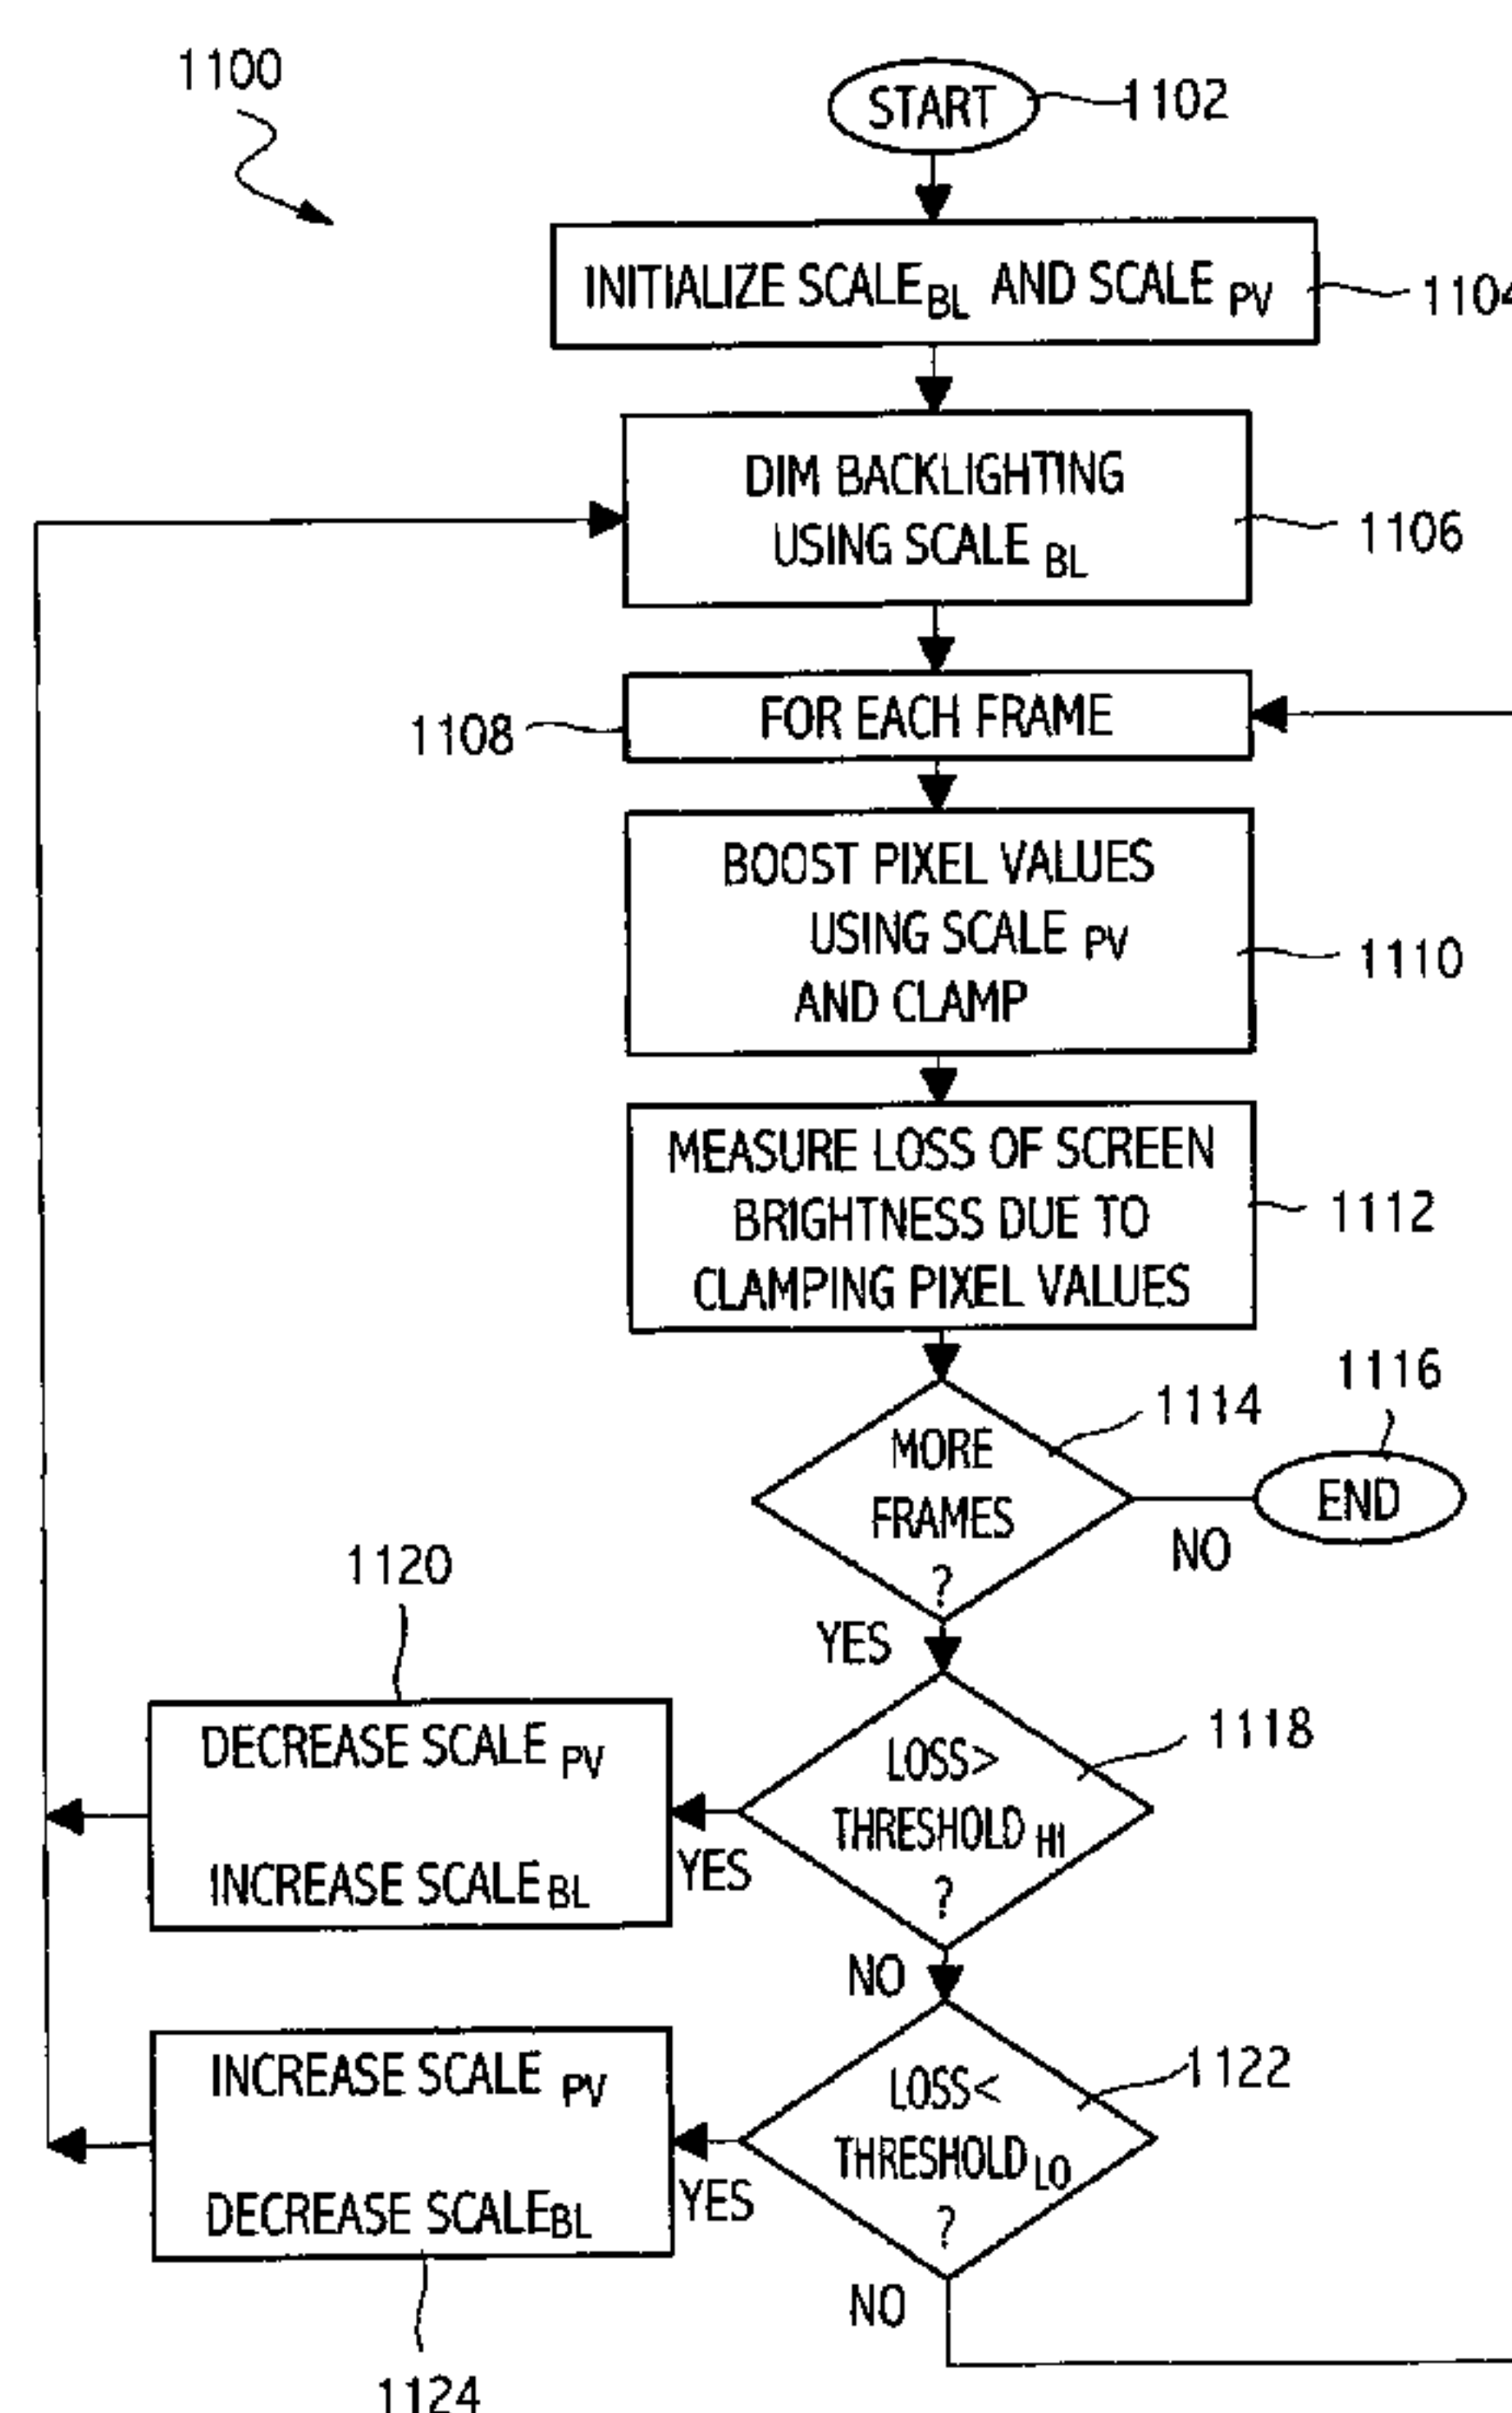 1100
START
1102
INITIALIZE SCALE BL AND SCALE PV
1104
DIM BACKLIGHTING
USING SCALE BL
1106
FOR EACH FRAME
1108
BOOST PIXEL VALUES
USING SCALE PV
AND CLAMP
1110
MEASURE LOSS OF SCREEN
BRIGHTNESS DUE TO
CLAMPING PIXEL VALUES
1112
MORE
FRAMES
?
1114
1116
END
NO
YES
1120
DECREASE SCALE PV
INCREASE SCALE BL
LOSS>
THRESHOLD HI
?
1118
YES
NO
INCREASE SCALE PV
DECREASE SCALE BL
LOSS<
THRESHOLD LO
?
1122
YES
NO
1124